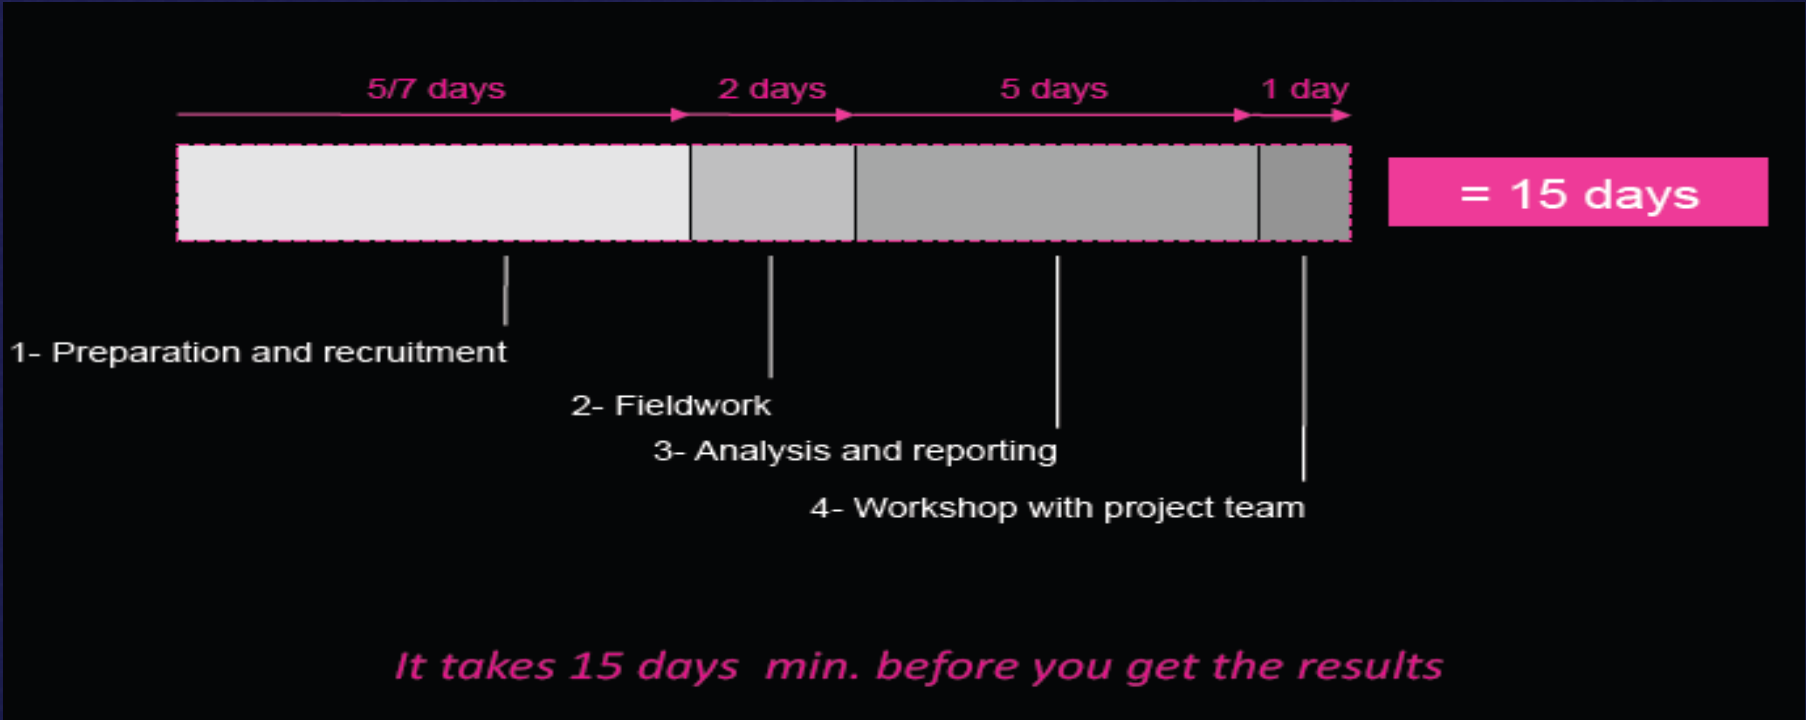 5/7 days
2 days
5 days
1 day
= 15 days
1- Preparation and recruitment
2- Fieldwork
3- Analysis and reporting
4- Workshop with project team
It takes 15 days min. before you get the results